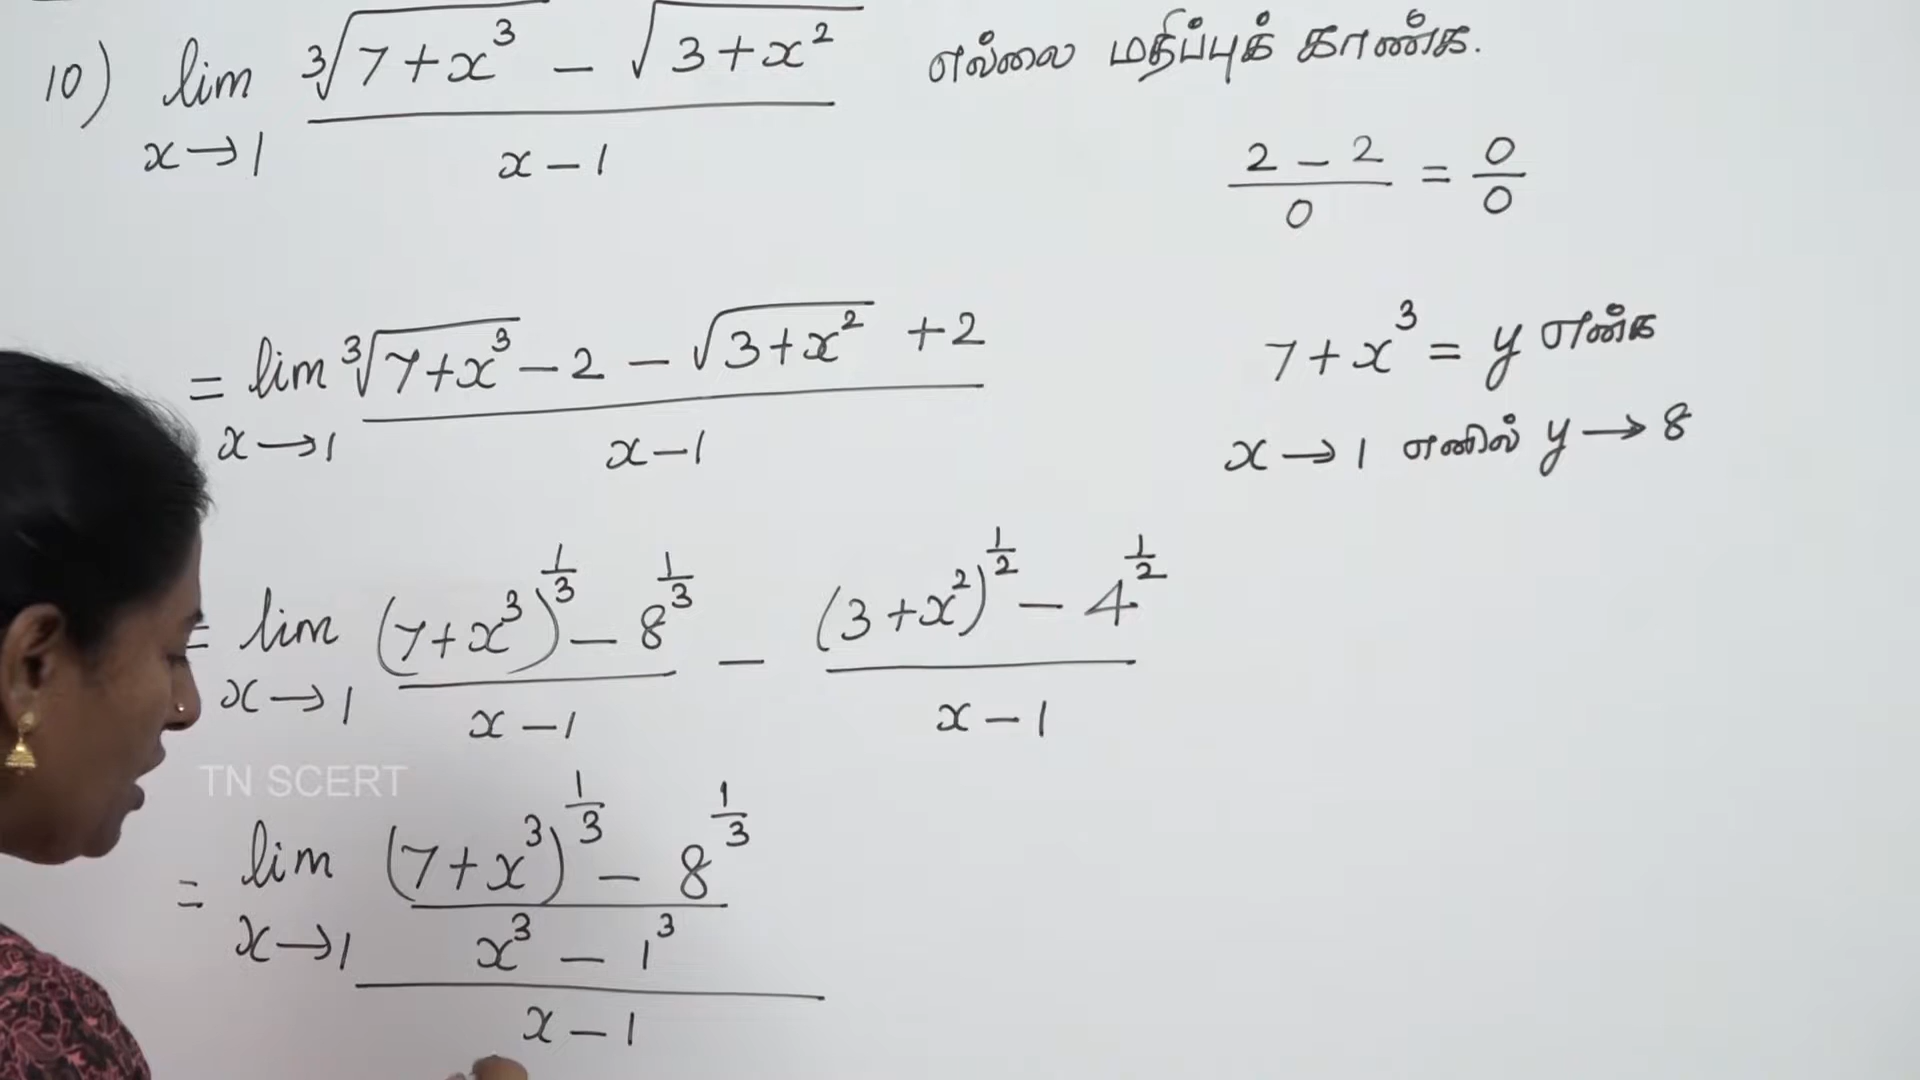 10) lim x→1 (∛(7+x³) − √(3+x²)) / (x−1) எல்லை மதிப்புக் காண்க.
(2 − 2)/0 = 0/0
= lim x→1 (∛(7+x³) − 2 − √(3+x²) + 2) / (x−1)
7 + x³ = y என்க
x → 1 எனில் y → 8
= lim x→1 ((7+x³)^(1/3) − 8^(1/3)) / (x−1) − ((3+x²)^(1/2) − 4^(1/2)) / (x−1)
TN SCERT
= lim x→1 (((7+x³)^(1/3) − 8^(1/3)) / (x³ − 1³)) / (x−1)